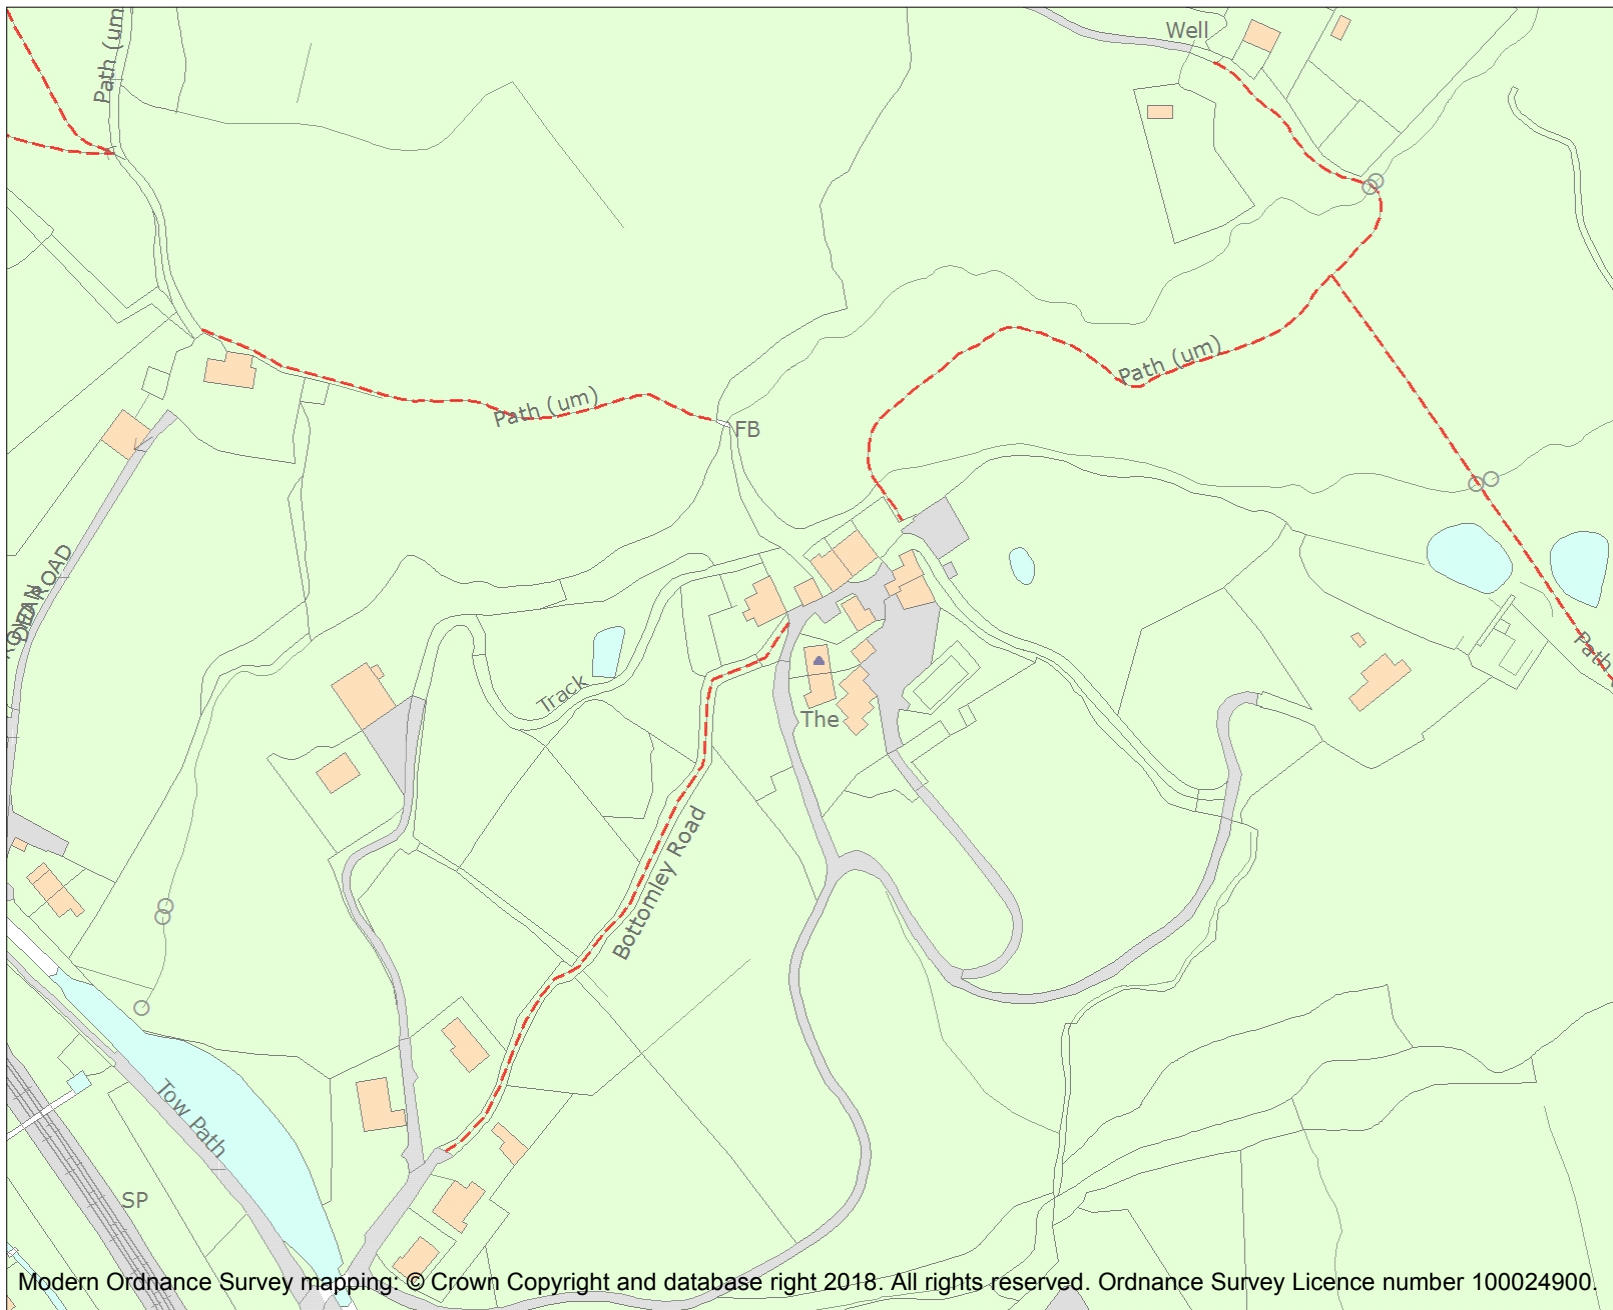 Path (um
Well
Path (um)
Path (um)
FB
ROAD
Path
Track
The
Bottomley Road
Tow Path
SP
Modern Ordnance Survey mapping: © Crown Copyright and database right 2018. All rights reserved. Ordnance Survey Licence number 100024900.